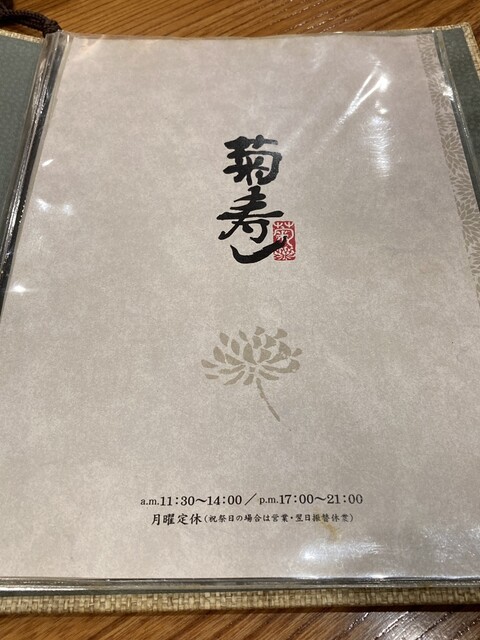 菊寿し
a.m.11:30～14:00／p.m.17:00～21:00
月曜定休(祝祭日の場合は営業・翌日振替休業)